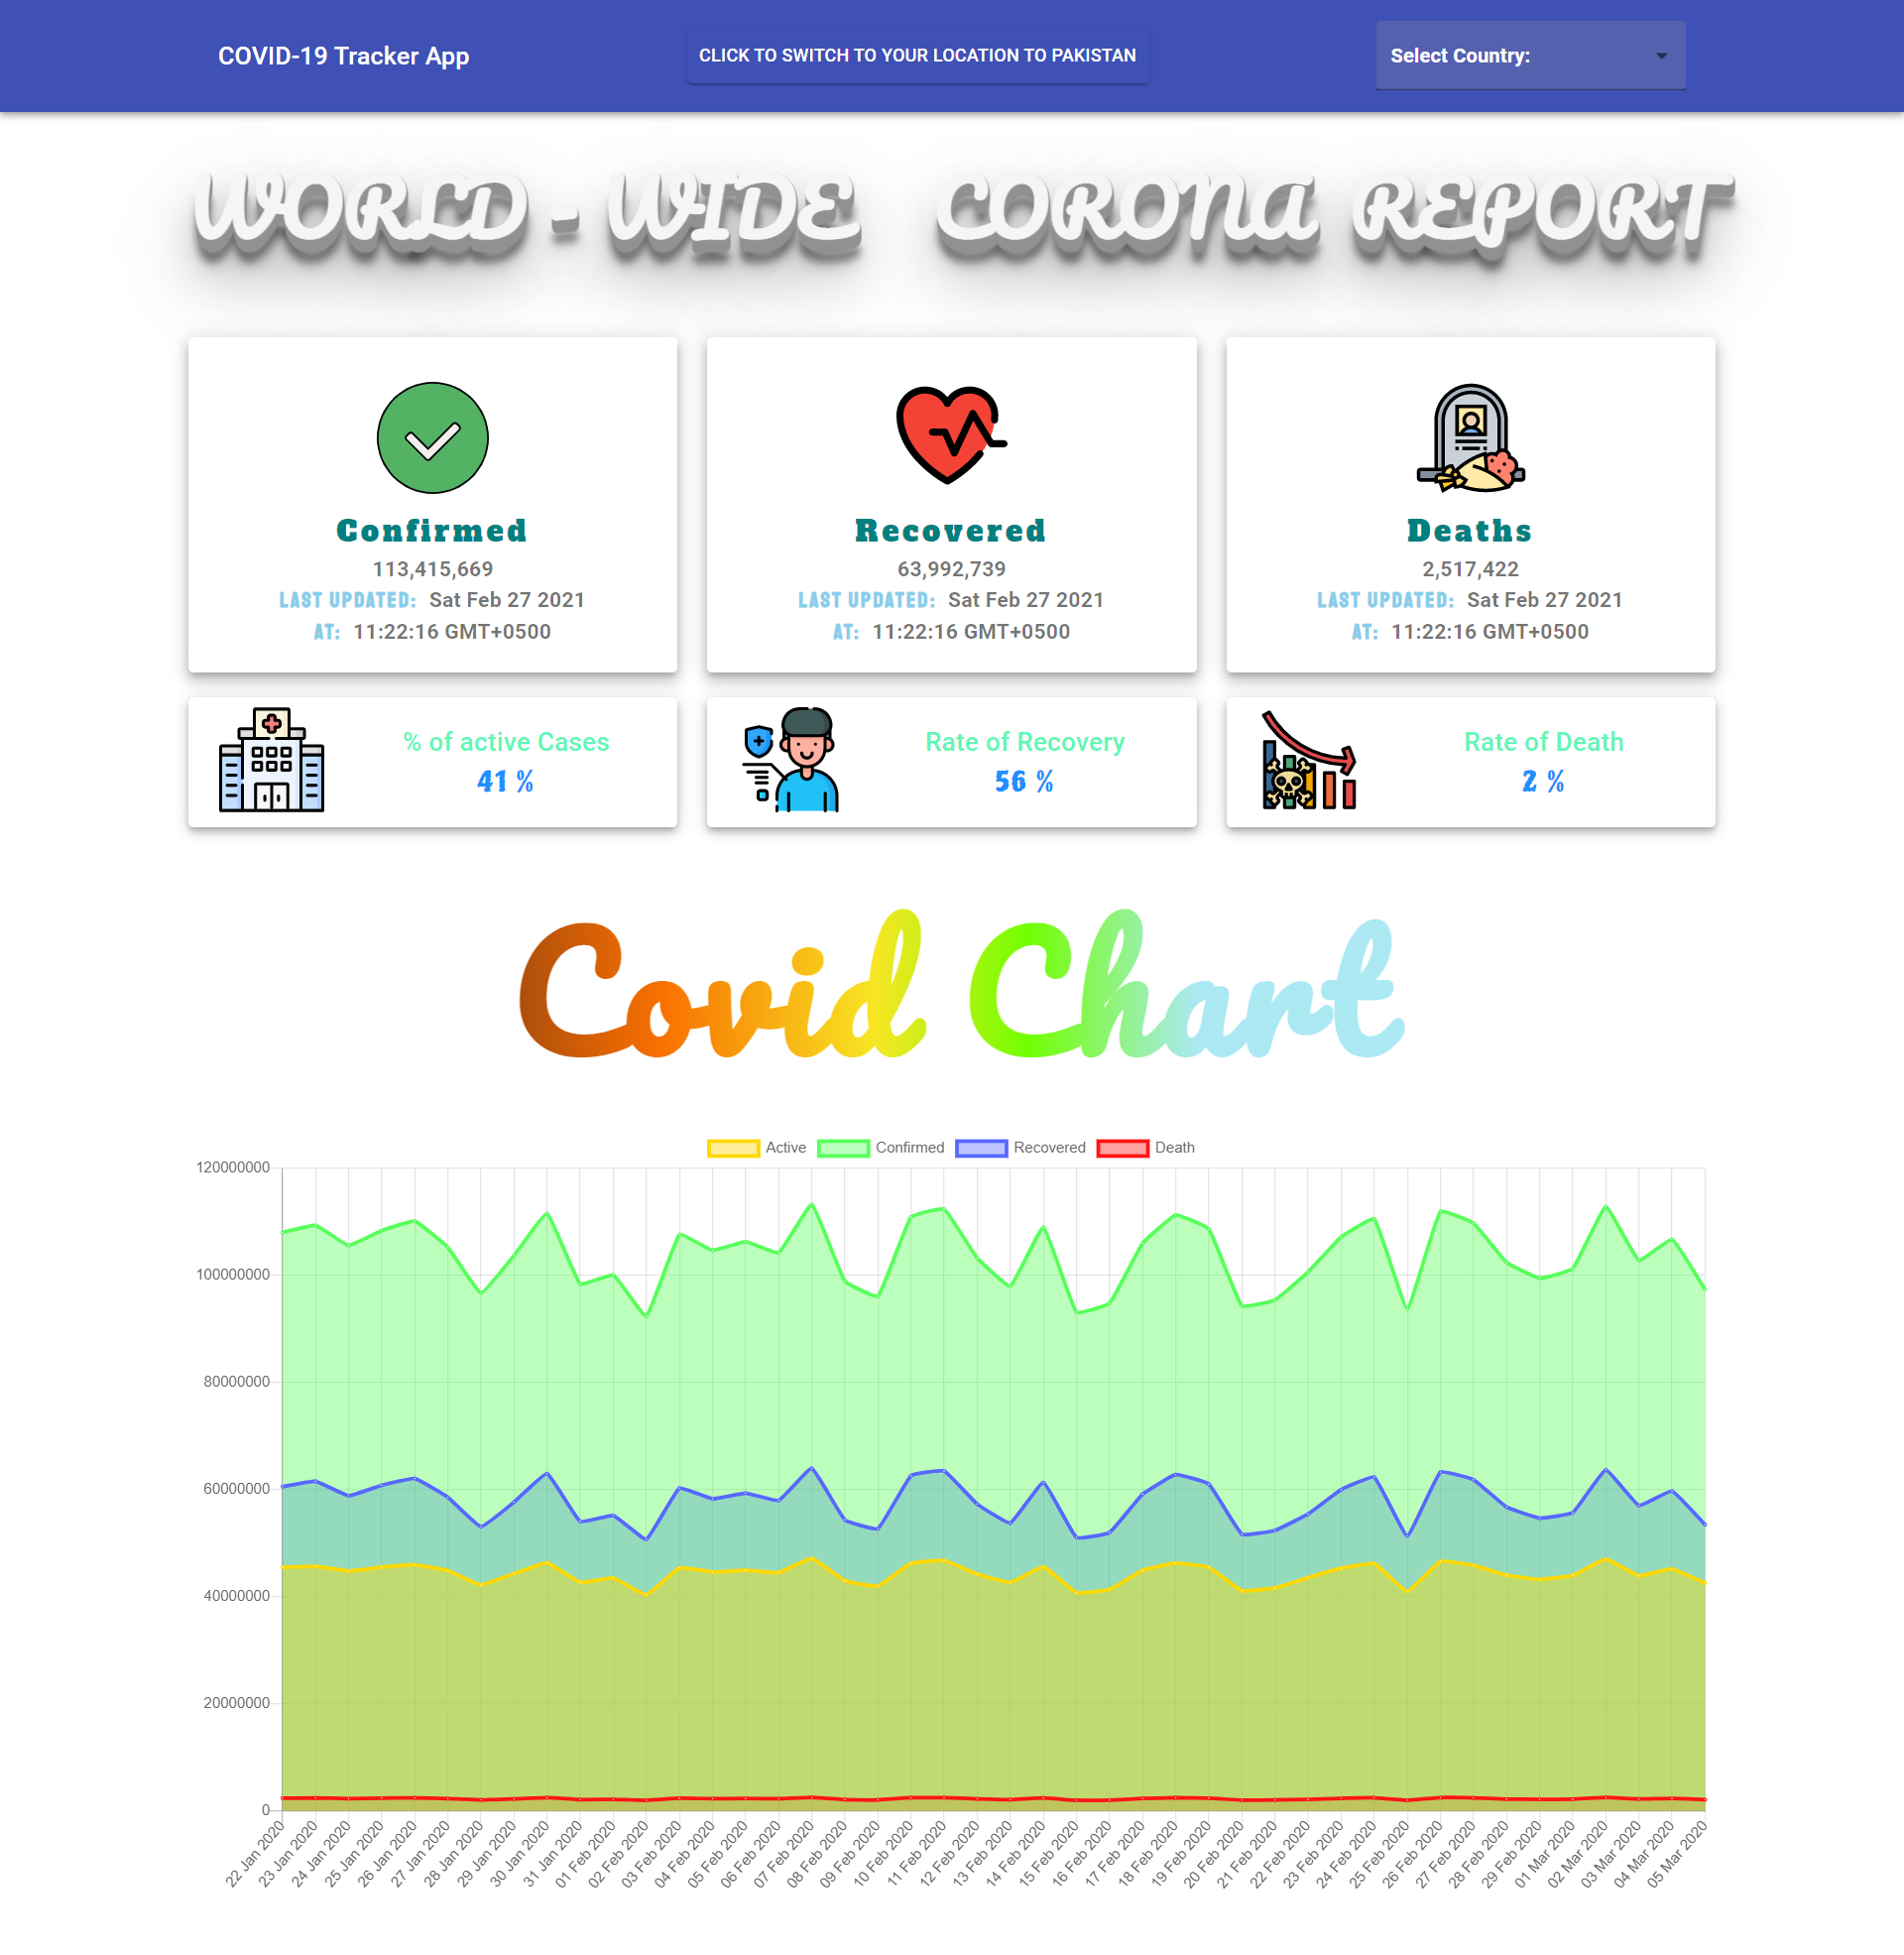 COVID-19 Tracker App
CLICK TO SWITCH TO YOUR LOCATION TO PAKISTAN
Select Country:
WORLD - WIDE CORONA REPORT
Confirmed
113,415,669
LAST UPDATED: Sat Feb 27 2021
AT: 11:22:16 GMT+0500
Recovered
63,992,739
LAST UPDATED: Sat Feb 27 2021
AT: 11:22:16 GMT+0500
Deaths
2,517,422
LAST UPDATED: Sat Feb 27 2021
AT: 11:22:16 GMT+0500
% of active Cases
41 %
Rate of Recovery
56 %
Rate of Death
2 %
Covid Chart
Active Confirmed Recovered Death
120000000
100000000
80000000
60000000
40000000
20000000
0
22 Jan 2020
23 Jan 2020
24 Jan 2020
25 Jan 2020
26 Jan 2020
27 Jan 2020
28 Jan 2020
29 Jan 2020
30 Jan 2020
31 Jan 2020
01 Feb 2020
02 Feb 2020
03 Feb 2020
04 Feb 2020
05 Feb 2020
06 Feb 2020
07 Feb 2020
08 Feb 2020
09 Feb 2020
10 Feb 2020
11 Feb 2020
12 Feb 2020
13 Feb 2020
14 Feb 2020
15 Feb 2020
16 Feb 2020
17 Feb 2020
18 Feb 2020
19 Feb 2020
20 Feb 2020
21 Feb 2020
22 Feb 2020
23 Feb 2020
24 Feb 2020
25 Feb 2020
26 Feb 2020
27 Feb 2020
28 Feb 2020
29 Feb 2020
01 Mar 2020
02 Mar 2020
03 Mar 2020
04 Mar 2020
05 Mar 2020